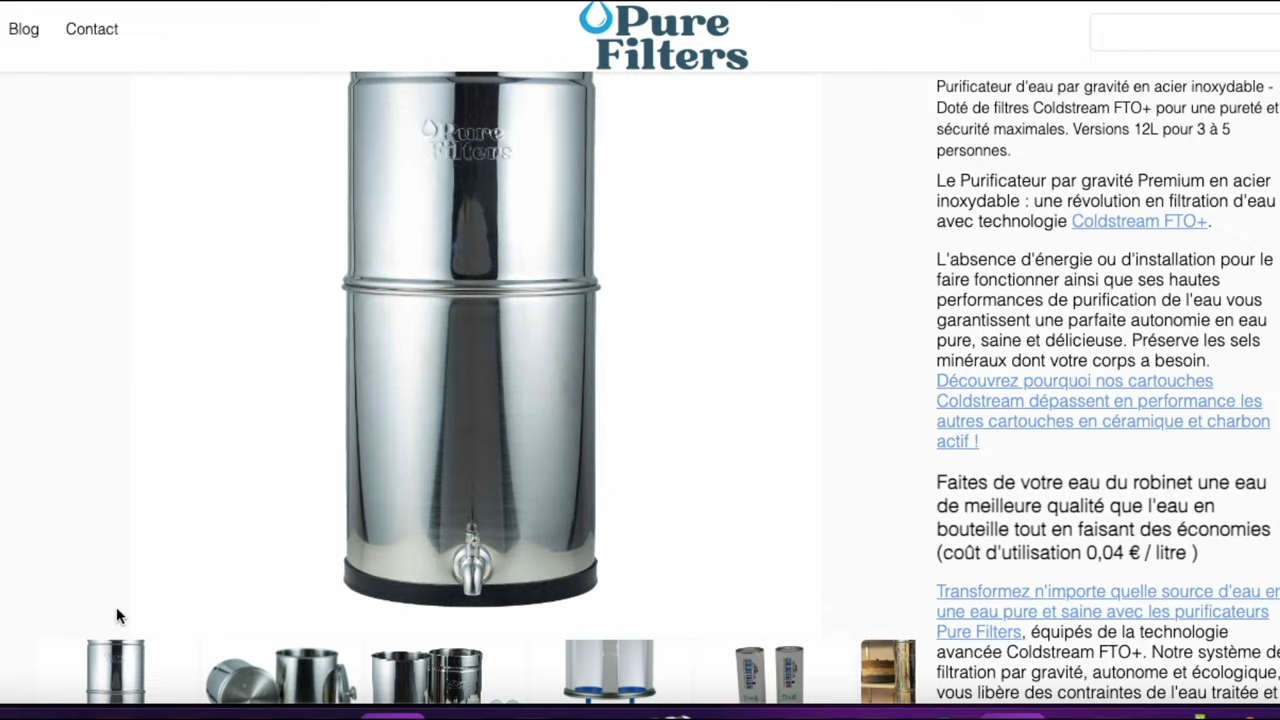 Blog Contact
Pure
Filters
Pure
Filters
Purificateur d'eau par gravité en acier inoxydable -
Doté de filtres Coldstream FTO+ pour une pureté et
sécurité maximales. Versions 12L pour 3 à 5
personnes.
Le Purificateur par gravité Premium en acier
inoxydable : une révolution en filtration d'eau
avec technologie Coldstream FTO+.
L'absence d'énergie ou d'installation pour le
faire fonctionner ainsi que ses hautes
performances de purification de l'eau vous
garantissent une parfaite autonomie en eau
pure, saine et délicieuse. Préserve les sels
minéraux dont votre corps a besoin.
Découvrez pourquoi nos cartouches
Coldstream dépassent en performance les
autres cartouches en céramique et charbon
actif !
Faites de votre eau du robinet une eau
de meilleure qualité que l'eau en
bouteille tout en faisant des économies
(coût d'utilisation 0,04 € / litre )
Transformez n'importe quelle source d'eau en
une eau pure et saine avec les purificateurs
Pure Filters, équipés de la technologie
avancée Coldstream FTO+. Notre système de
filtration par gravité, autonome et écologique,
vous libère des contraintes de l'eau traitée et